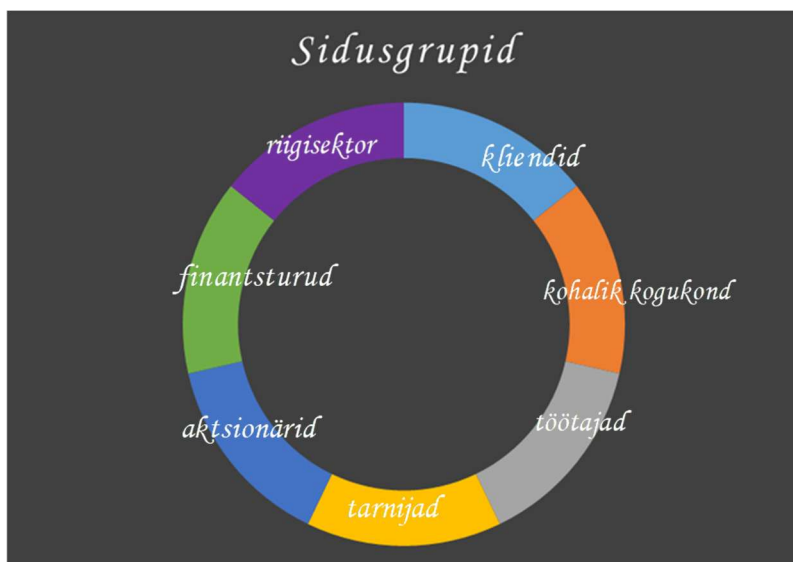 Sidusgrupid
kliendid
kohalik kogukond
töötajad
tarnijad
aktsionärid
finantsturud
riigisektor